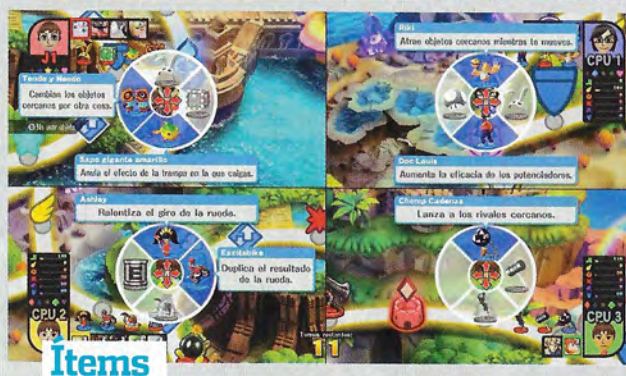 J1
Tendo y Nendo
Cambian los objetos
cercanos por otra cosa.
Sapo gigante amarillo
Anula el efecto de la trampa en la que caigas.
Riki
Atrae objetos cercanos mientras te mueves.
CPU 1
Doc Louis
Aumenta la eficacia de los potenciadores.
Ashley
Ralentiza el giro de la rueda.
Excitebike
Duplica el resultado
de la rueda.
CPU 2
Chomp Cadenas
Lanza a los rivales cercanos.
CPU 3
Turnos restantes
11
Ítems